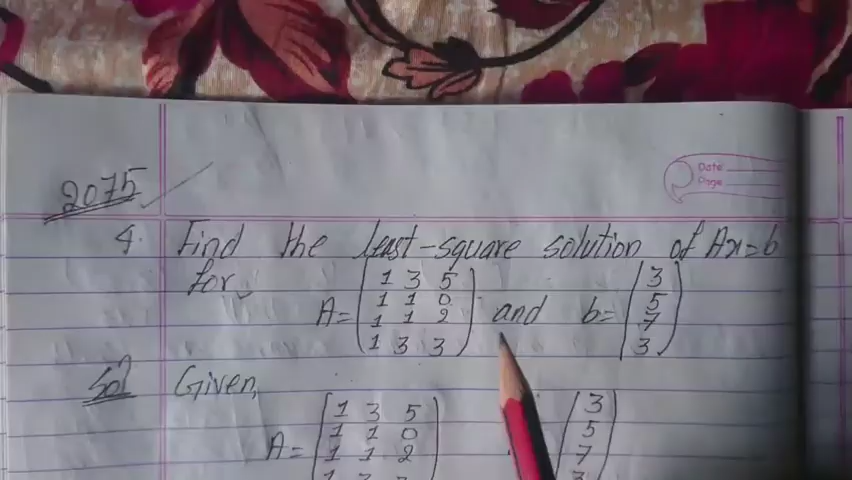 2075
Date
Page
4. Find the least-square solution of Ax=b
for
A= (1 3 5
1 1 0
1 1 2
1 3 3) and b= (3
5
7
3)
Sol Given,
A= (1 3 5
1 1 0
1 1 2
(3
5
7